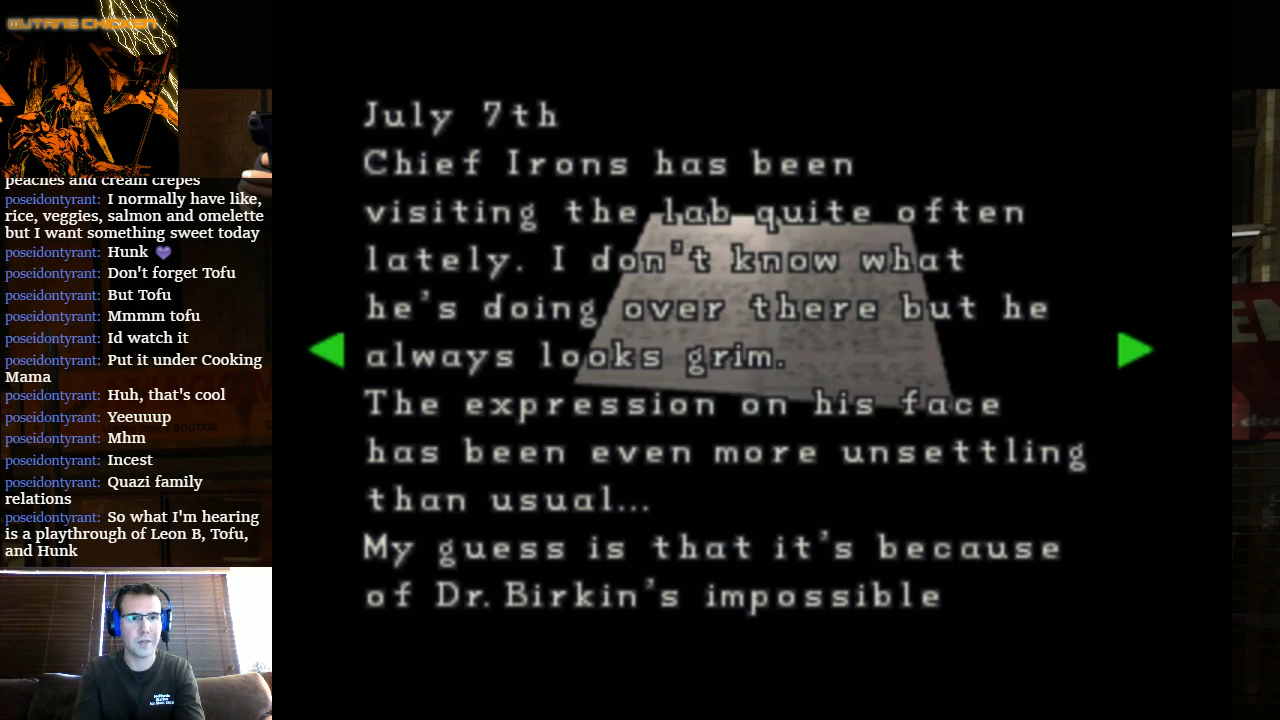 WUTANG CHICKEN
peaches and cream crepes
poseidontyrant: I normally have like,
rice, veggies, salmon and omelette
but I want something sweet today
poseidontyrant: Hunk 💜
poseidontyrant: Don't forget Tofu
poseidontyrant: But Tofu
poseidontyrant: Mmmm tofu
poseidontyrant: Id watch it
poseidontyrant: Put it under Cooking
Mama
poseidontyrant: Huh, that's cool
poseidontyrant: Yeeuuup
poseidontyrant: Mhm
poseidontyrant: Incest
poseidontyrant: Quazi family
relations
poseidontyrant: So what I'm hearing
is a playthrough of Leon B, Tofu,
and Hunk
July 7th
Chief Irons has been
visiting the lab quite often
lately. I don't know what
he's doing over there but he
always looks grim.
The expression on his face
has been even more unsettling
than usual...
My guess is that it's because
of Dr. Birkin's impossible